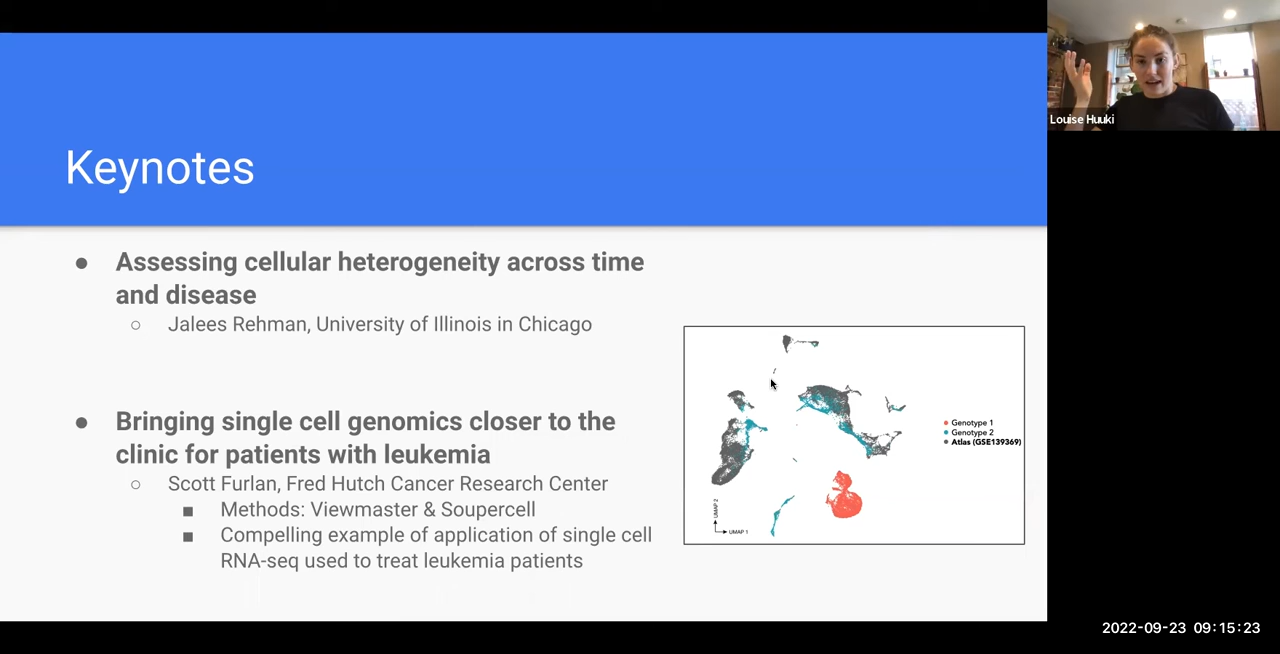 Keynotes
Louise Huuki
● Assessing cellular heterogeneity across time
and disease
○ Jalees Rehman, University of Illinois in Chicago
● Bringing single cell genomics closer to the
clinic for patients with leukemia
○ Scott Furlan, Fred Hutch Cancer Research Center
■ Methods: Viewmaster & Soupercell
■ Compelling example of application of single cell
RNA-seq used to treat leukemia patients
Genotype 1
Genotype 2
Atlas (GSE139369)
UMAP 2
UMAP 1
2022-09-23 09:15:23